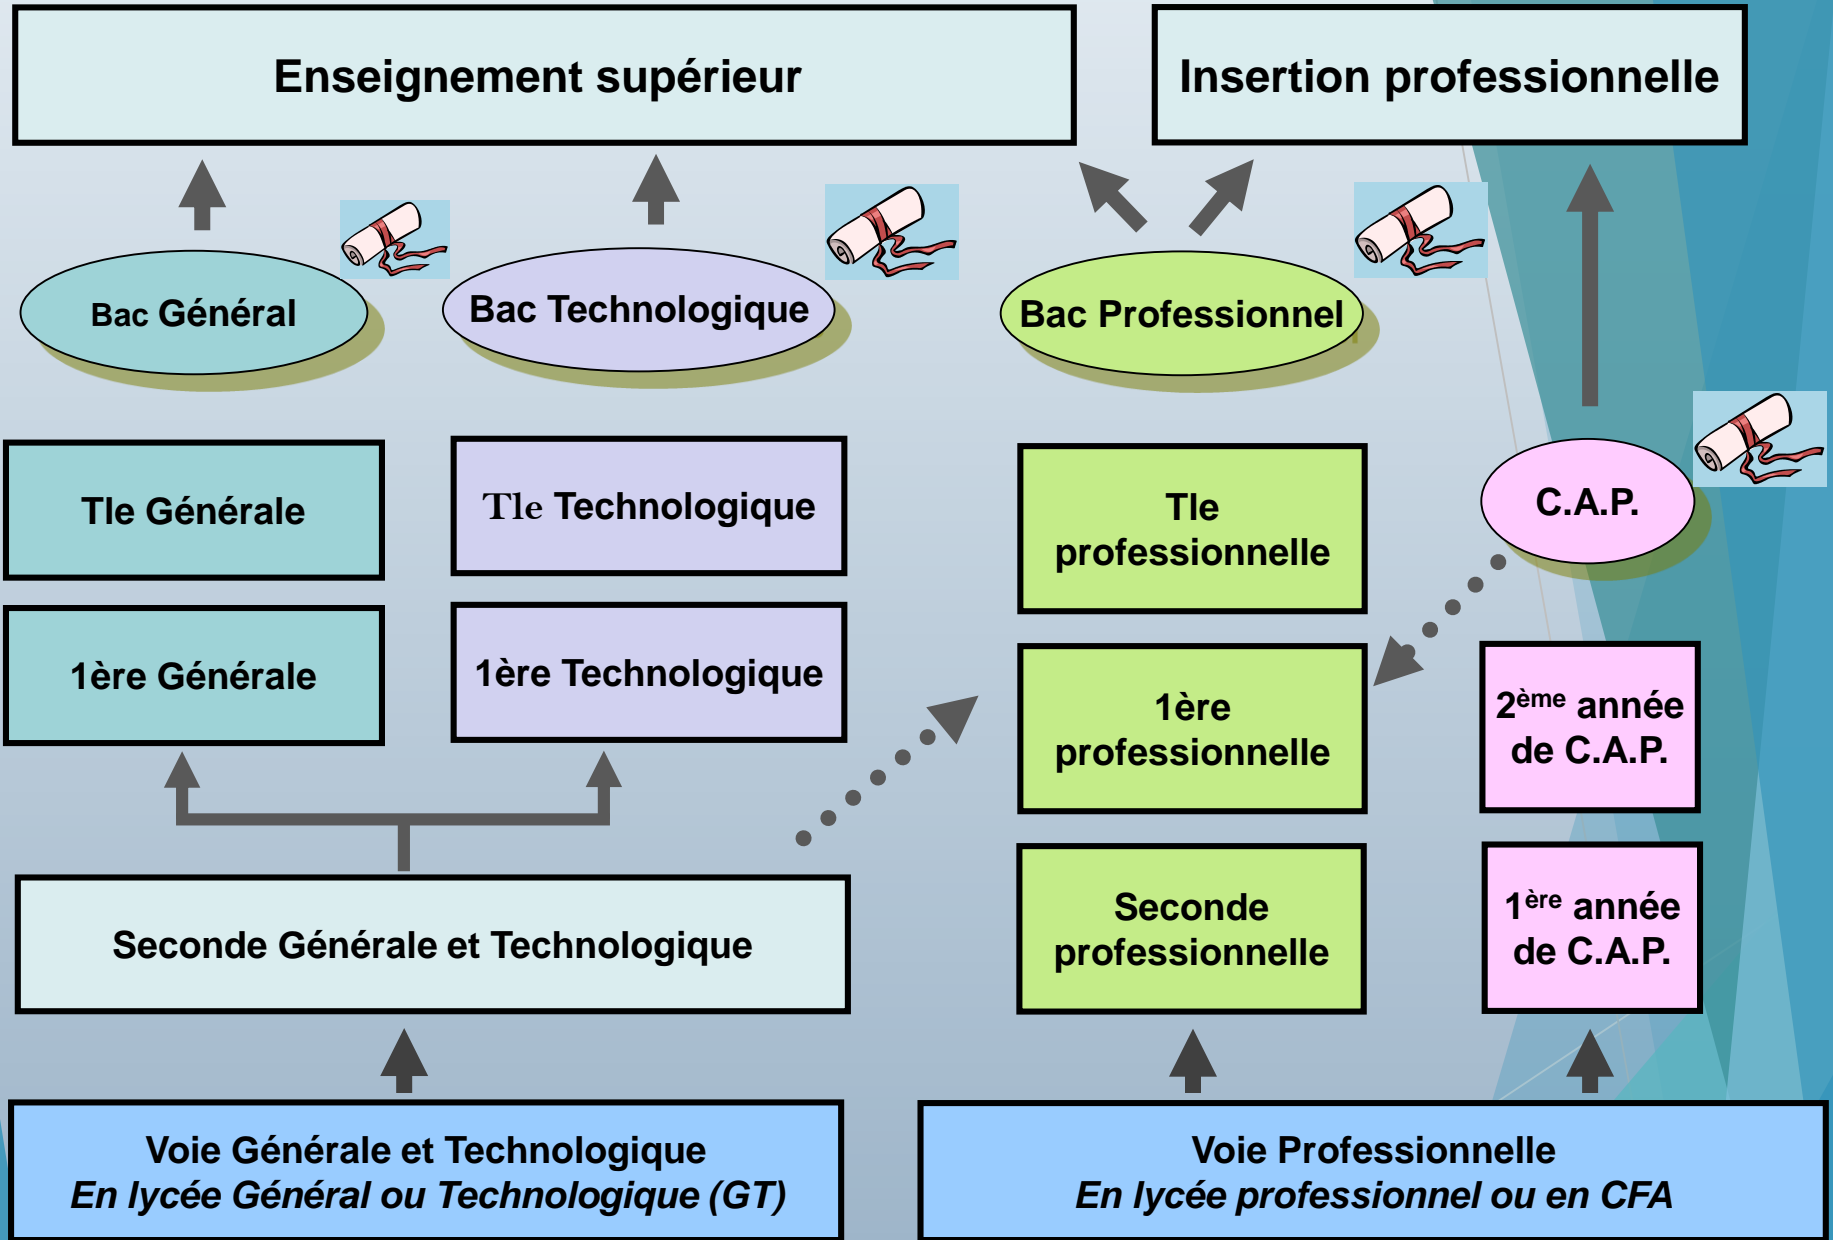 Enseignement supérieur
Insertion professionnelle
Bac Général
Bac Technologique
Bac Professionnel
Tle Générale
Tle Technologique
Tle
professionnelle
C.A.P.
1ère Générale
1ère Technologique
1ère
professionnelle
2ème année
de C.A.P.
Seconde Générale et Technologique
Seconde
professionnelle
1ère année
de C.A.P.
Voie Générale et Technologique
En lycée Général ou Technologique (GT)
Voie Professionnelle
En lycée professionnel ou en CFA